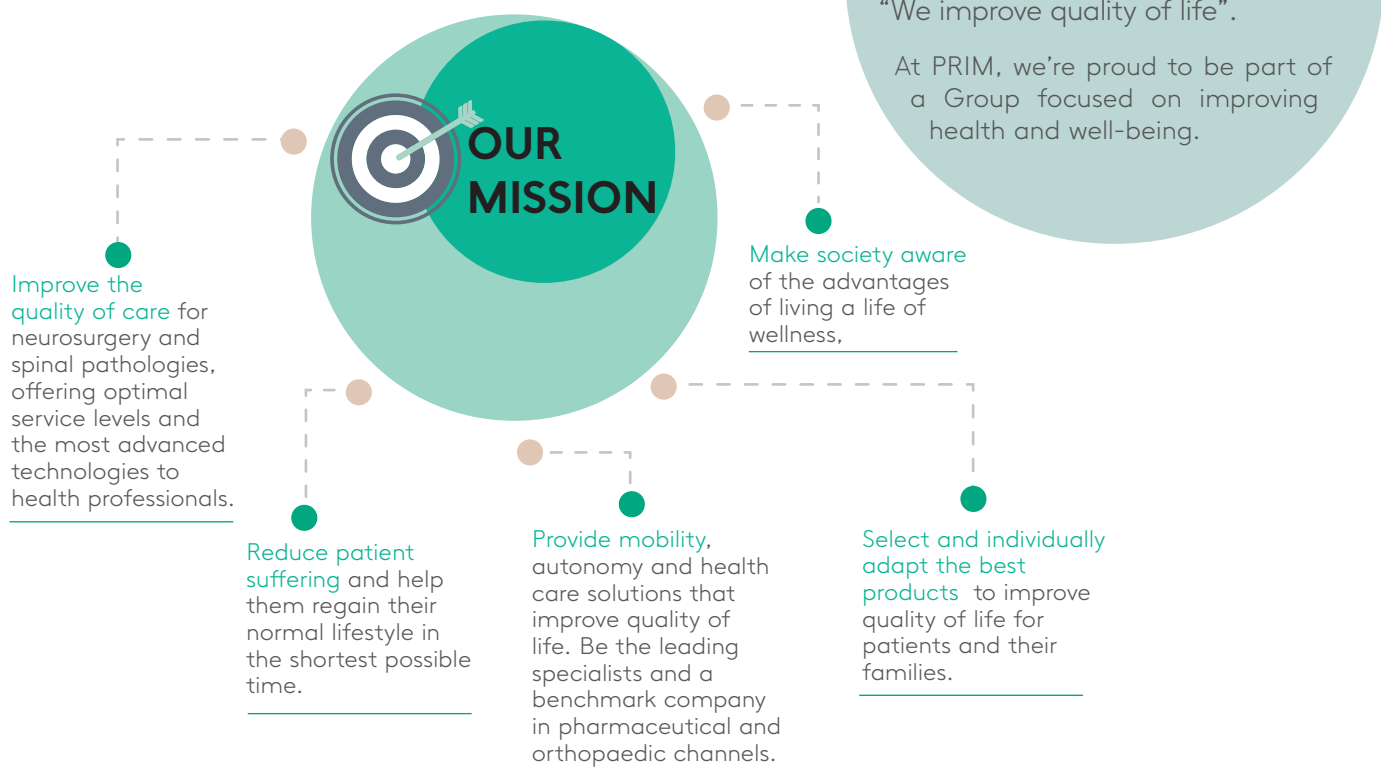 “We improve quality of life”.
At PRIM, we’re proud to be part of
a Group focused on improving
health and well-being.
OUR
MISSION
Improve the
quality of care for
neurosurgery and
spinal pathologies,
offering optimal
service levels and
the most advanced
technologies to
health professionals.
Reduce patient
suffering and help
them regain their
normal lifestyle in
the shortest possible
time.
Provide mobility,
autonomy and health
care solutions that
improve quality of
life. Be the leading
specialists and a
benchmark company
in pharmaceutical and
orthopaedic channels.
Select and individually
adapt the best
products to improve
quality of life for
patients and their
families.
Make society aware
of the advantages
of living a life of
wellness,